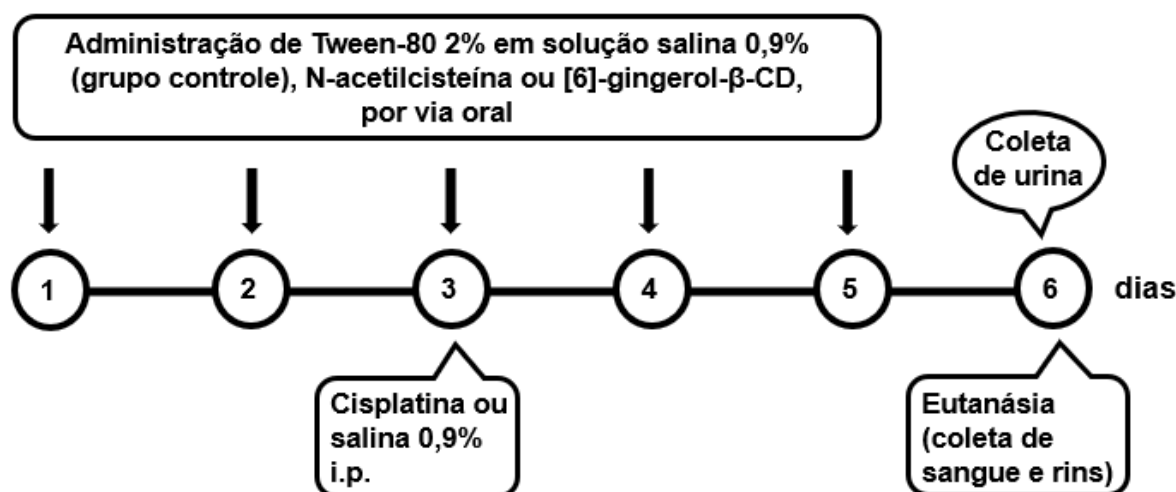 Administração de Tween-80 2% em solução salina 0,9%
(grupo controle), N-acetilcisteína ou [6]-gingerol-β-CD,
por via oral
Coleta
de urina
1
2
3
4
5
6
dias
Cisplatina ou
salina 0,9%
i.p.
Eutanásia
(coleta de
sangue e rins)